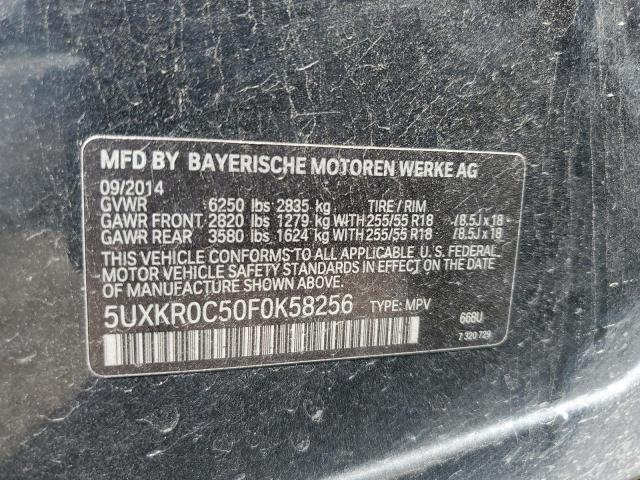 MFD BY BAYERISCHE MOTOREN WERKE AG
09/2014
GVWR 6250 lbs 2835 kg TIRE / RIM
GAWR FRONT 2820 lbs 1279 kg WITH 255/55 R18 /8.5J x 18
GAWR REAR 3580 lbs 1624 kg WITH 255/55 R18 /8.5J x 18
THIS VEHICLE CONFORMS TO ALL APPLICABLE U.S. FEDERAL
MOTOR VEHICLE SAFETY STANDARDS IN EFFECT ON THE
DATE OF MANUFACTURE SHOWN ABOVE.
5UXKR0C50F0K58256 TYPE: MPV 668U
7 320 729